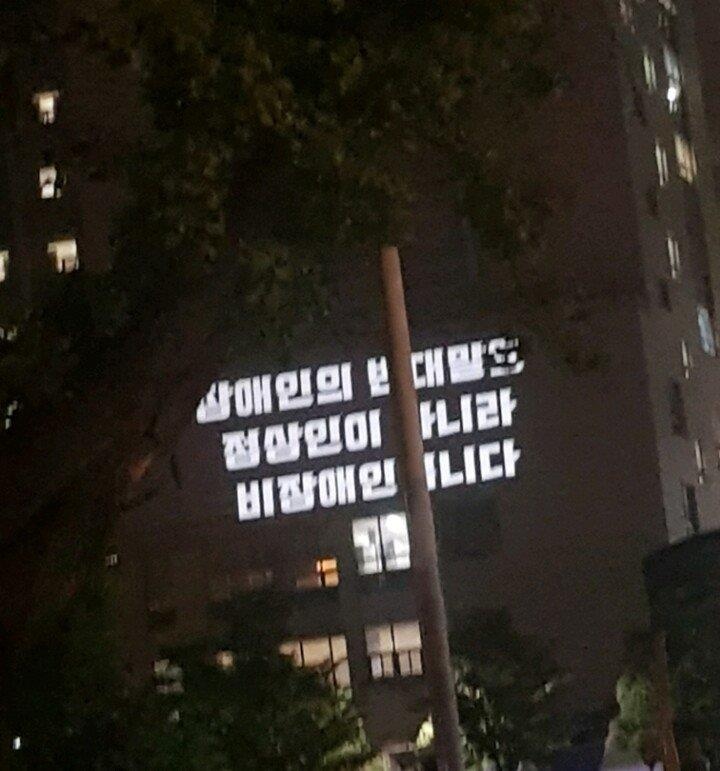 장애인의 반대말은
정상인이 아니라
비장애인입니다